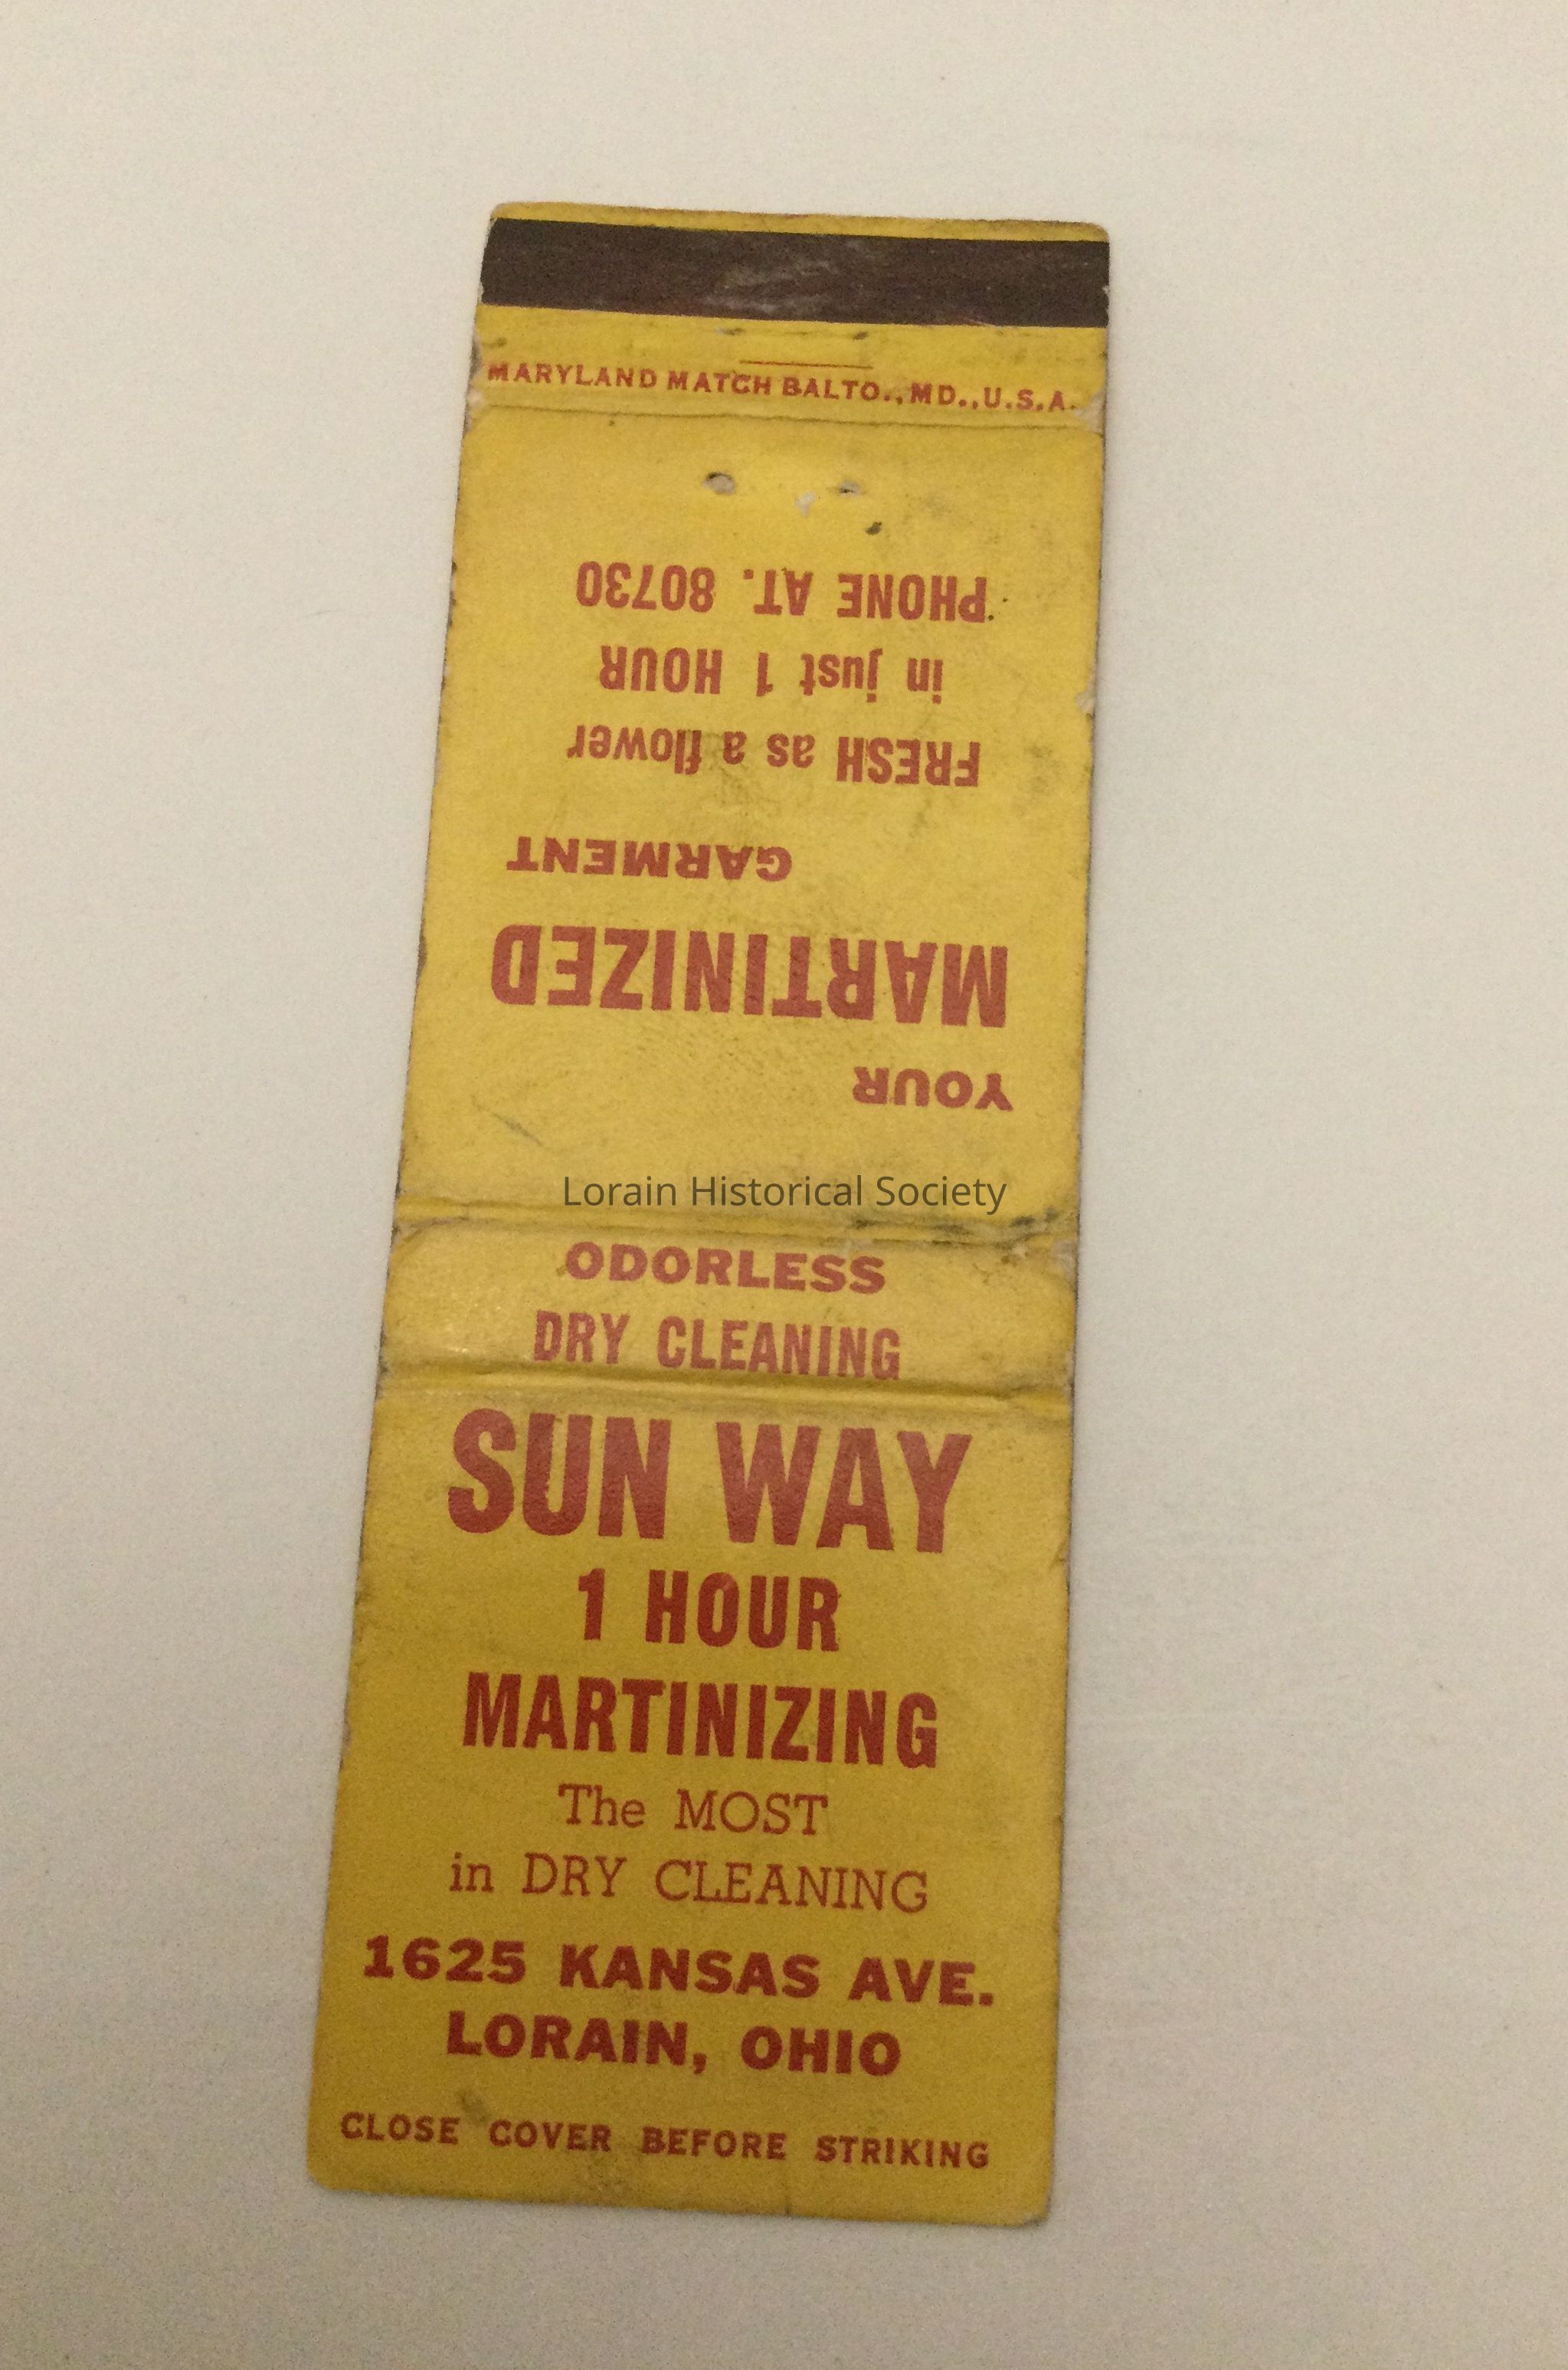 MARYLAND MATCH BALTO., MD., U.S.A.
YOUR
MARTINIZED
GARMENT
FRESH as a flower
in just 1 HOUR
PHONE AT. 80730
Lorain Historical Society
ODORLESS
DRY CLEANING
SUN WAY
1 HOUR
MARTINIZING
The MOST
in DRY CLEANING
1625 KANSAS AVE.
LORAIN, OHIO
CLOSE COVER BEFORE STRIKING